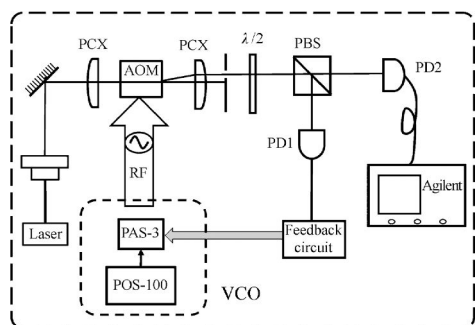 PCX
AOM
PCX
λ/2
PBS
PD2
PD1
RF
Agilent
Laser
PAS-3
Feedback
circuit
POS-100
VCO